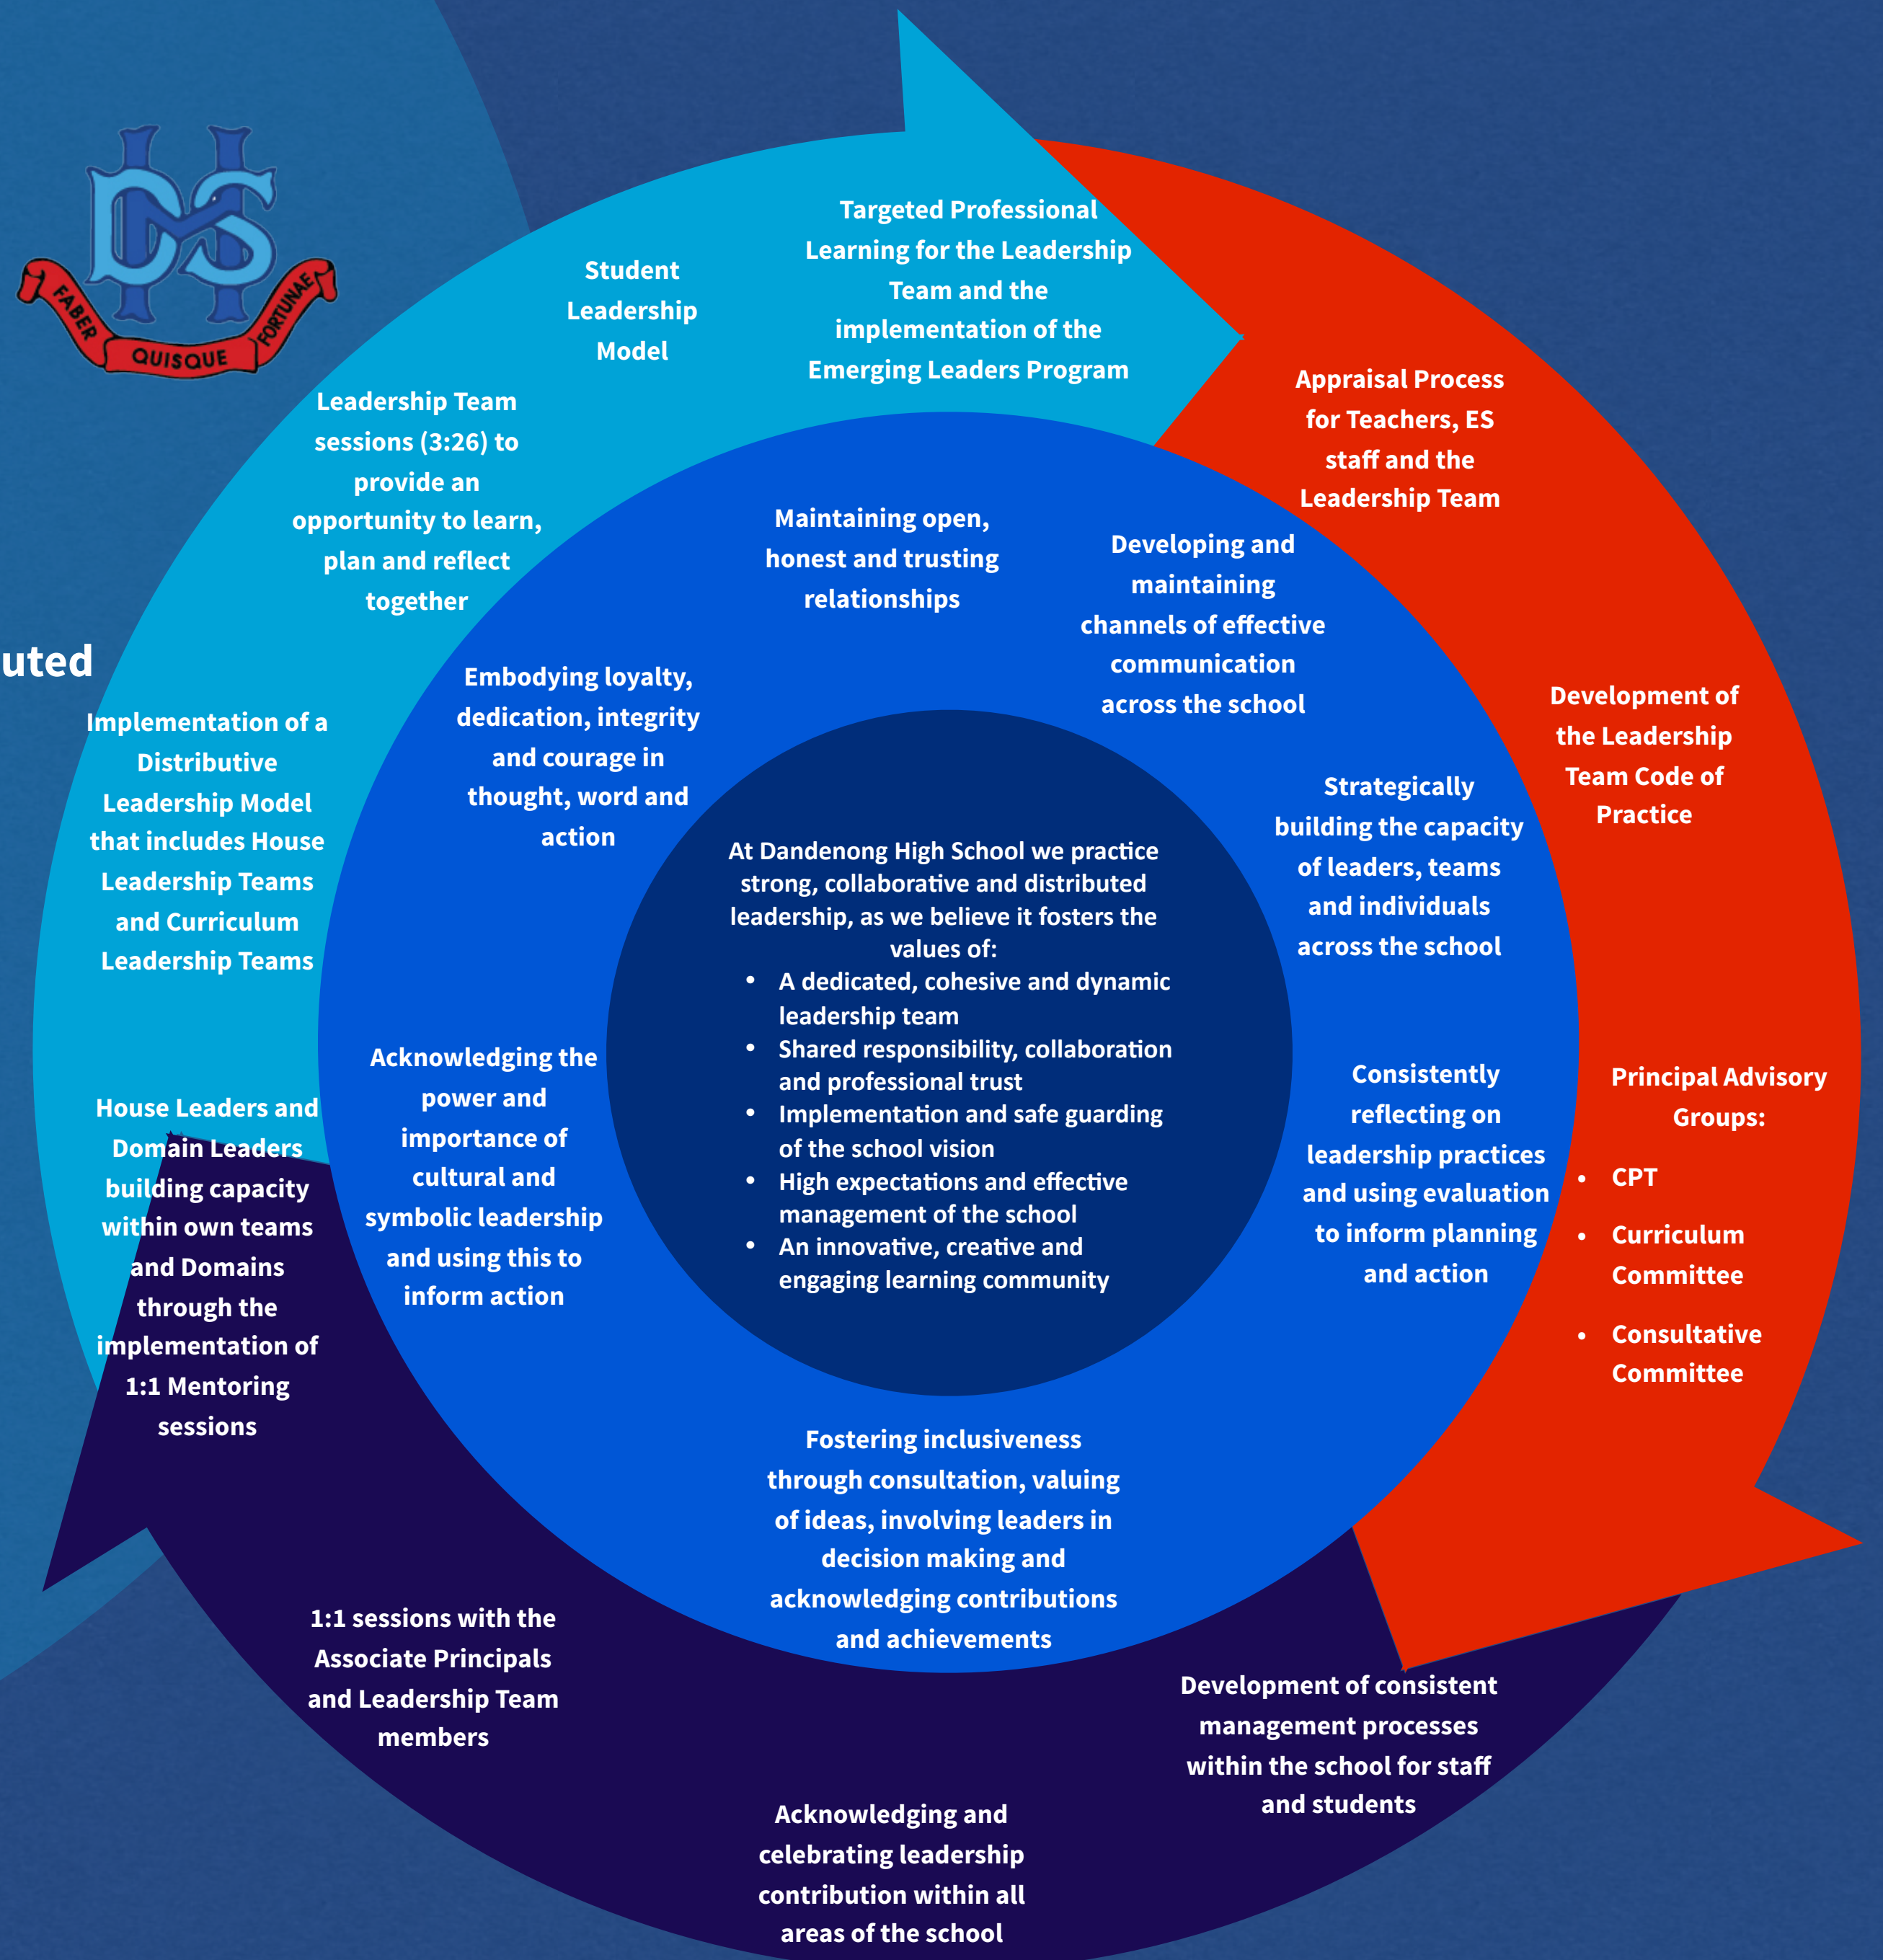 FABER
QUISQUE
FORTUNAE
uted
Targeted Professional
Learning for the Leadership
Team and the
implementation of the
Emerging Leaders Program
Student
Leadership
Model
Leadership Team
sessions (3:26) to
provide an
opportunity to learn,
plan and reflect
together
Implementation of a
Distributive
Leadership Model
that includes House
Leadership Teams
and Curriculum
Leadership Teams
House Leaders and
Domain Leaders
building capacity
within own teams
and Domains
through the
implementation of
1:1 Mentoring
sessions
Appraisal Process
for Teachers, ES
staff and the
Leadership Team
Development of
the Leadership
Team Code of
Practice
Principal Advisory
Groups:
• CPT
• Curriculum
Committee
• Consultative
Committee
Maintaining open,
honest and trusting
relationships
Developing and
maintaining
channels of effective
communication
across the school
Embodying loyalty,
dedication, integrity
and courage in
thought, word and
action
Strategically
building the capacity
of leaders, teams
and individuals
across the school
Acknowledging the
power and
importance of
cultural and
symbolic leadership
and using this to
inform action
Consistently
reflecting on
leadership practices
and using evaluation
to inform planning
and action
At Dandenong High School we practice
strong, collaborative and distributed
leadership, as we believe it fosters the
values of:
• A dedicated, cohesive and dynamic
leadership team
• Shared responsibility, collaboration
and professional trust
• Implementation and safe guarding
of the school vision
• High expectations and effective
management of the school
• An innovative, creative and
engaging learning community
Fostering inclusiveness
through consultation, valuing
of ideas, involving leaders in
decision making and
acknowledging contributions
and achievements
1:1 sessions with the
Associate Principals
and Leadership Team
members
Development of consistent
management processes
within the school for staff
and students
Acknowledging and
celebrating leadership
contribution within all
areas of the school